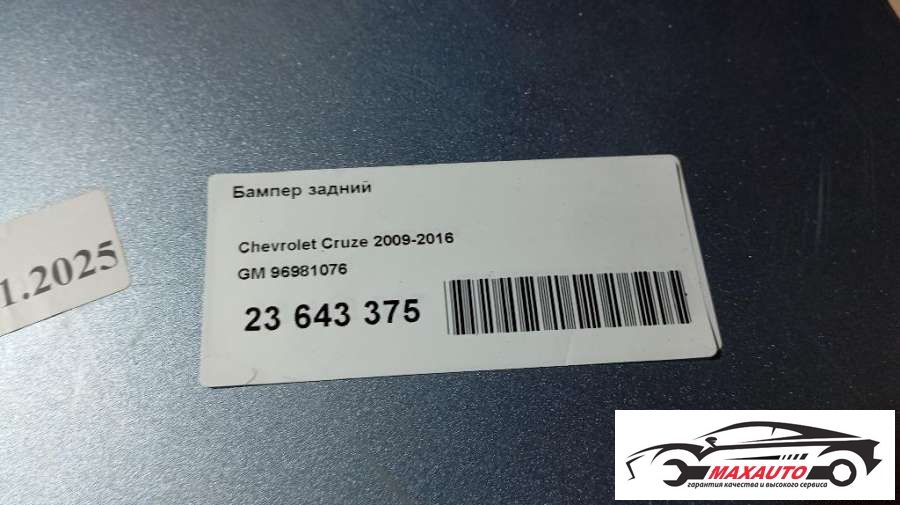 Бампер задний
Chevrolet Cruze 2009-2016
GM 96981076
23 643 375
1.2025
MAXAUTO
гарантия качества и высокого сервиса